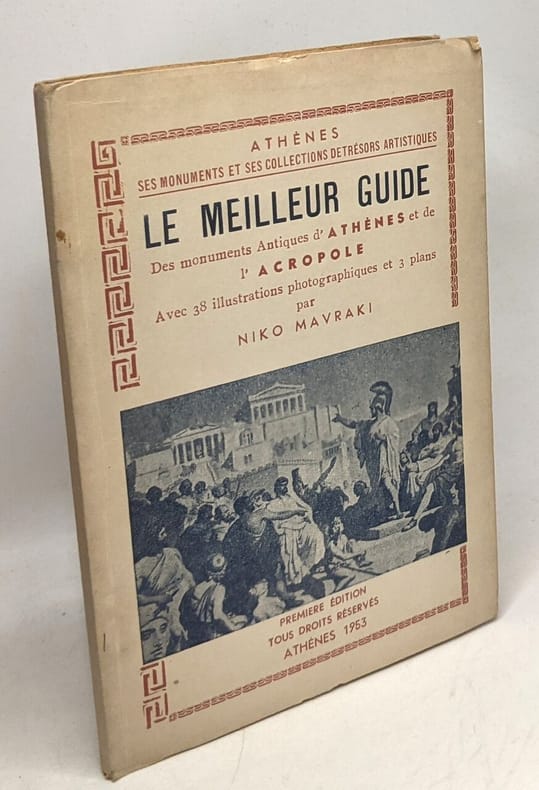 ATHÈNES
SES MONUMENTS ET SES COLLECTIONS DETRÉSORS ARTISTIQUES
LE MEILLEUR GUIDE
Des monuments Antiques d' ATHÈNES et de
l' ACROPOLE
Avec 38 illustrations photographiques et 3 plans
par
NIKO MAVRAKI
PREMIERE ÉDITION
TOUS DROITS RÉSERVÉS
ATHÈNES 1953